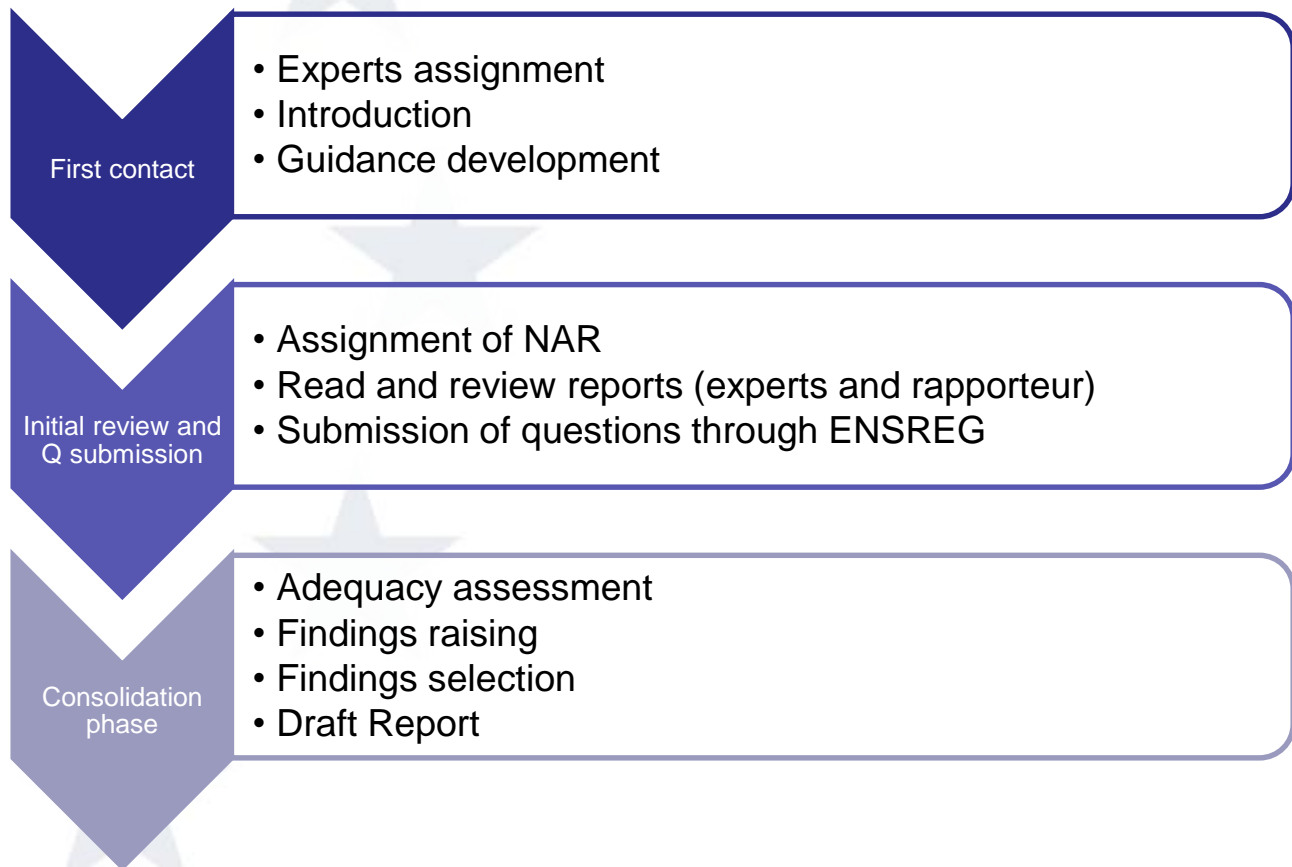 First contact
• Experts assignment
• Introduction
• Guidance development
Initial review and
Q submission
• Assignment of NAR
• Read and review reports (experts and rapporteur)
• Submission of questions through ENSREG
Consolidation
phase
• Adequacy assessment
• Findings raising
• Findings selection
• Draft Report